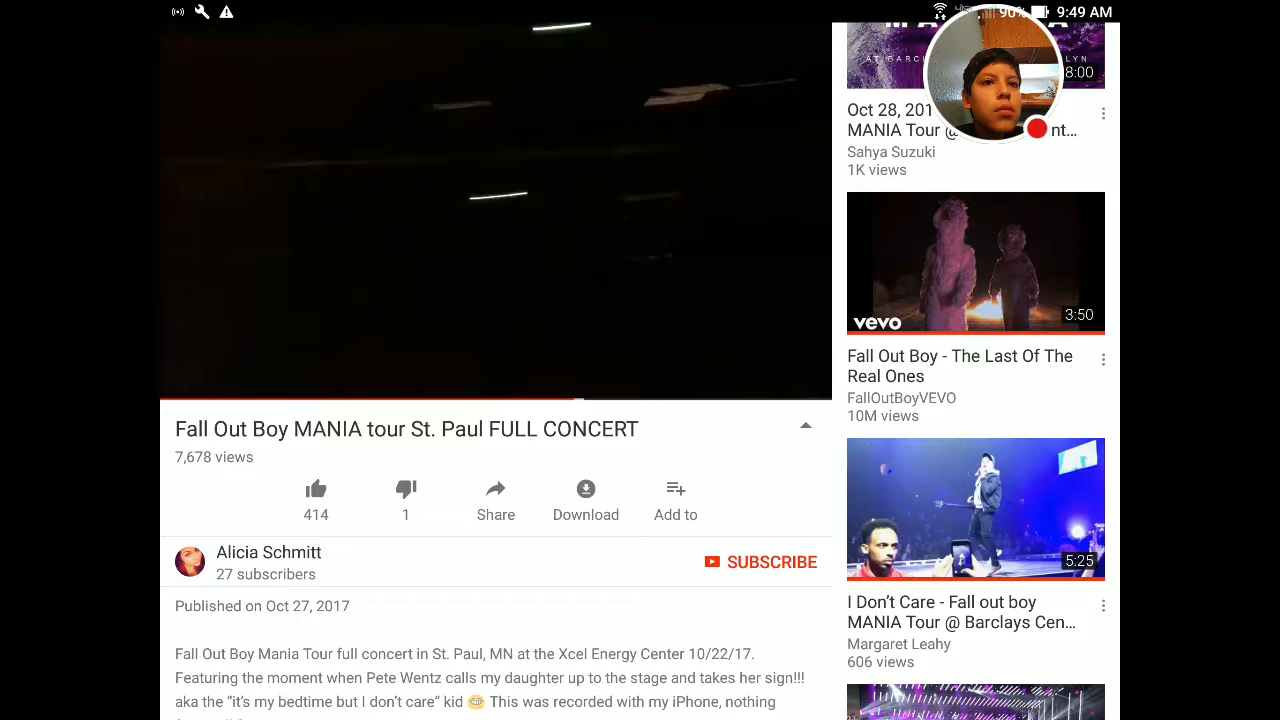 90% 9:49 AM
8:00
Oct 28, 201
MANIA Tour @ nt...
Sahya Suzuki
1K views
vevo
3:50
Fall Out Boy - The Last Of The
Real Ones
FallOutBoyVEVO
10M views
5:25
I Don't Care - Fall out boy
MANIA Tour @ Barclays Cen...
Margaret Leahy
606 views
Fall Out Boy MANIA tour St. Paul FULL CONCERT
7,678 views
414
1
Share
Download
Add to
Alicia Schmitt
27 subscribers
SUBSCRIBE
Published on Oct 27, 2017
Fall Out Boy Mania Tour full concert in St. Paul, MN at the Xcel Energy Center 10/22/17.
Featuring the moment when Pete Wentz calls my daughter up to the stage and takes her sign!!!
aka the “it's my bedtime but I don't care“ kid 😁 This was recorded with my iPhone, nothing